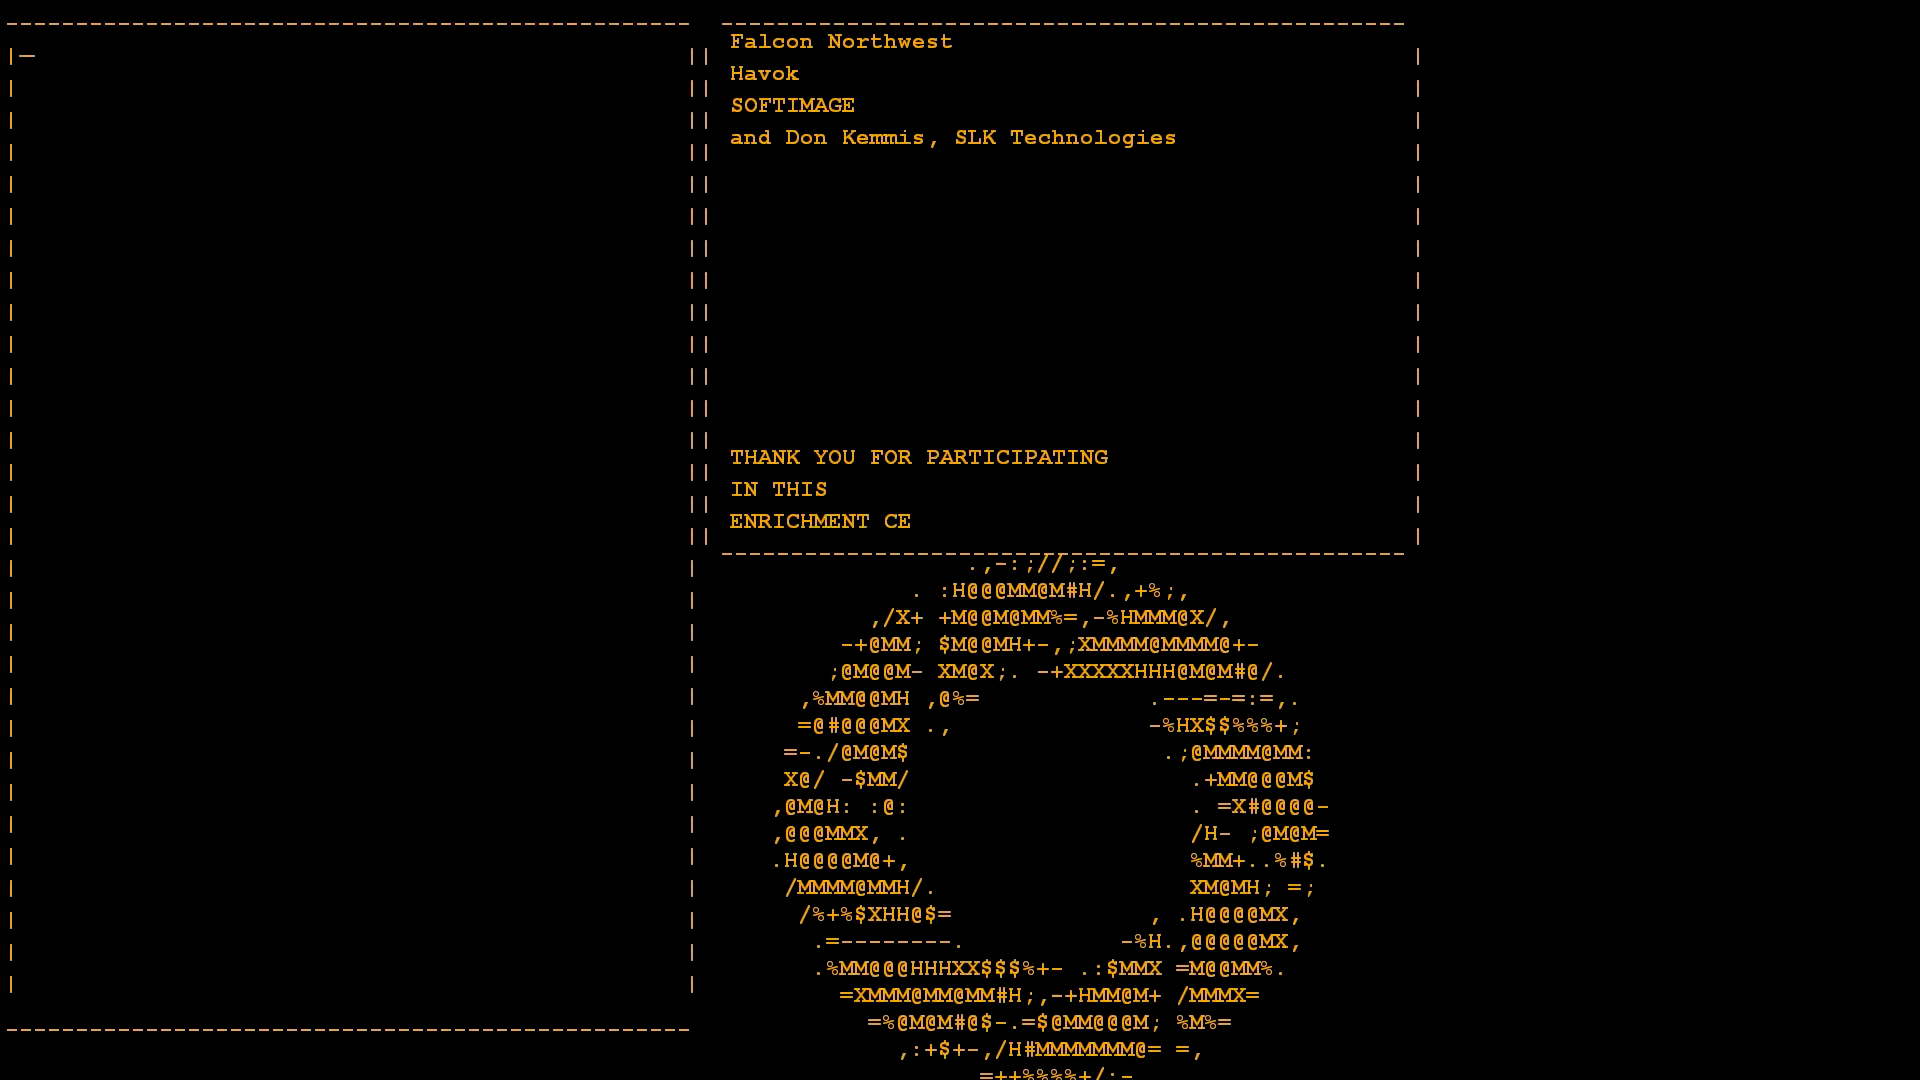 Falcon Northwest
Havok
SOFTIMAGE
and Don Kemmis, SLK Technologies
THANK YOU FOR PARTICIPATING
IN THIS
ENRICHMENT CE